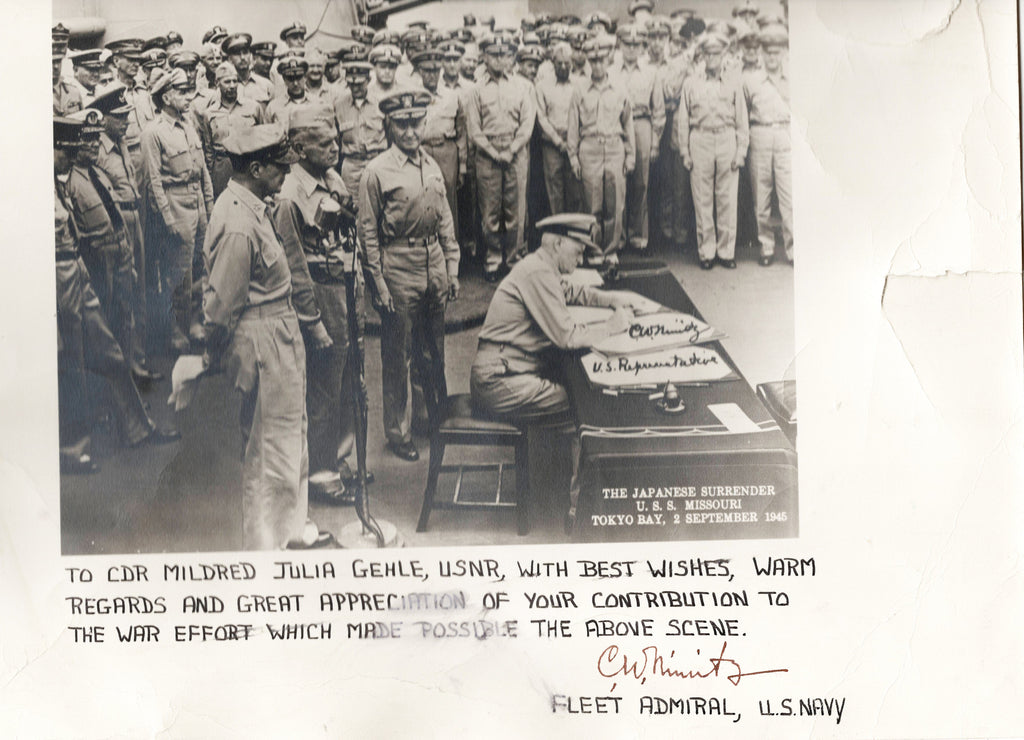 C.W. Nimitz
U.S. Representative
THE JAPANESE SURRENDER
U. S. S. MISSOURI
TOKYO BAY, 2 SEPTEMBER 1945
TO CDR MILDRED JULIA GEHLE, USNR, WITH BEST WISHES, WARM
REGARDS AND GREAT APPRECIATION OF YOUR CONTRIBUTION TO
THE WAR EFFORT WHICH MADE POSSIBLE THE ABOVE SCENE.
C.W. Nimitz
FLEET ADMIRAL, U.S. NAVY